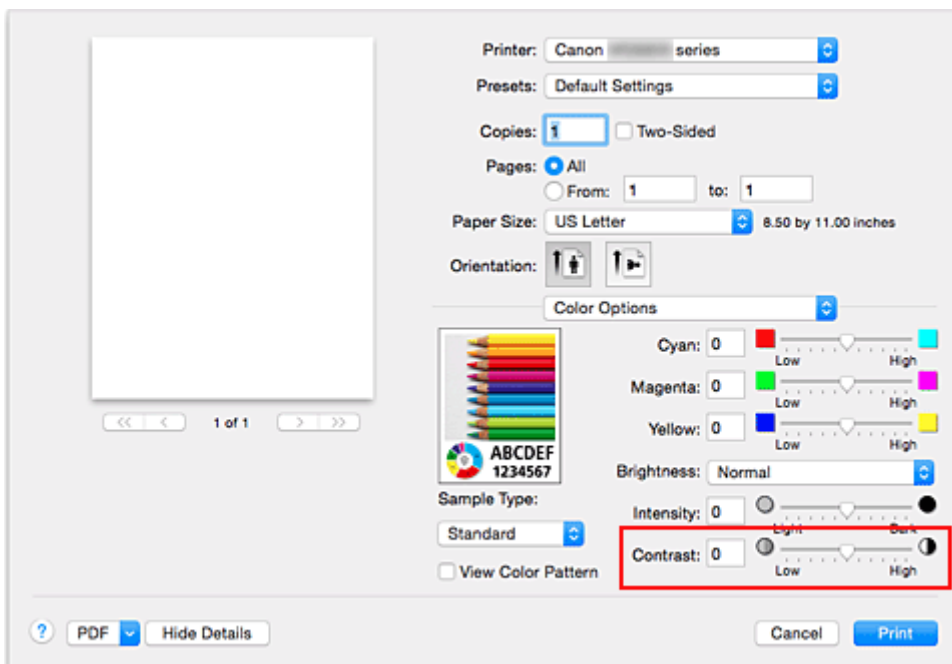 Printer: Canon series
Presets: Default Settings
Copies: 1 Two-Sided
Pages: All
From: 1 to: 1
Paper Size: US Letter 8.50 by 11.00 inches
Orientation:
Color Options
Cyan: 0
Low High
Magenta: 0
Low High
Yellow: 0
Low High
ABCDEF
1234567
Brightness: Normal
Sample Type:
Intensity: 0
Light Dark
Standard
Contrast: 0
Low High
View Color Pattern
<< < 1 of 1 > >>
? PDF Hide Details Cancel Print